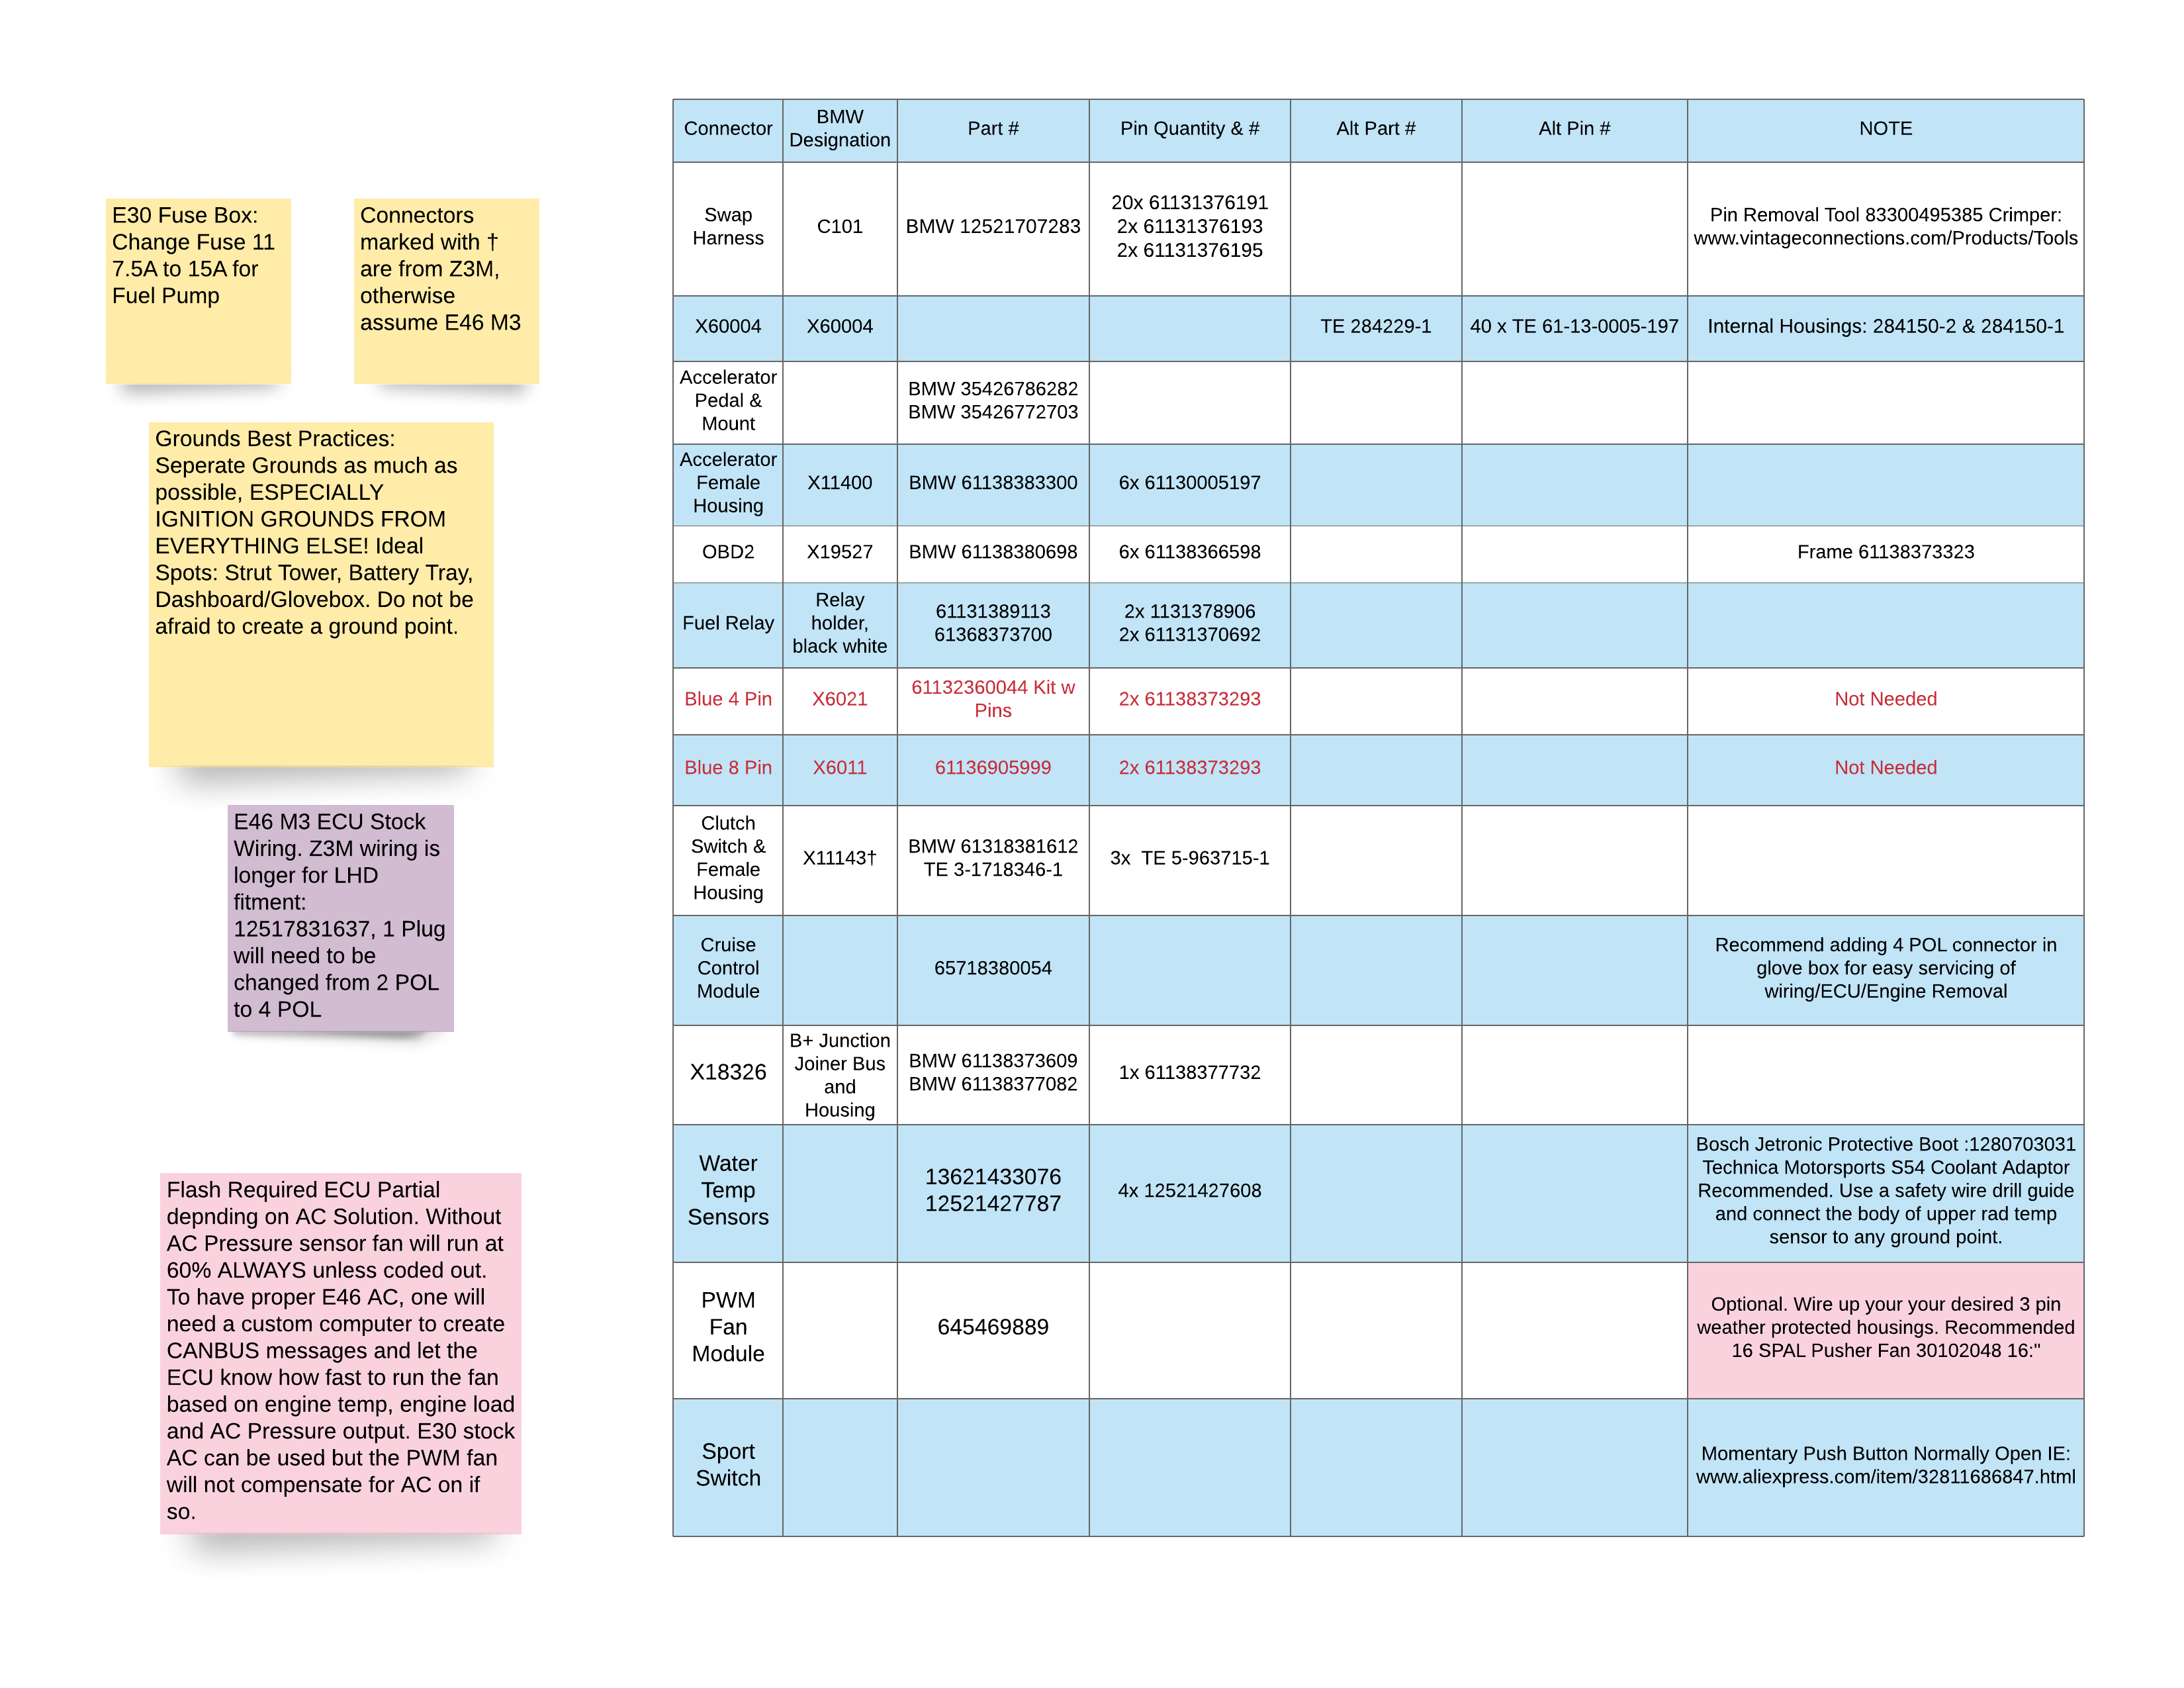 E30 Fuse Box:
Change Fuse 11
7.5A to 15A for
Fuel Pump
Connectors
marked with †
are from Z3M,
otherwise
assume E46 M3
Grounds Best Practices:
Seperate Grounds as much as
possible, ESPECIALLY
IGNITION GROUNDS FROM
EVERYTHING ELSE! Ideal
Spots: Strut Tower, Battery Tray,
Dashboard/Glovebox. Do not be
afraid to create a ground point.
E46 M3 ECU Stock
Wiring. Z3M wiring is
longer for LHD
fitment:
12517831637, 1 Plug
will need to be
changed from 2 POL
to 4 POL
Flash Required ECU Partial
depnding on AC Solution. Without
AC Pressure sensor fan will run at
60% ALWAYS unless coded out.
To have proper E46 AC, one will
need a custom computer to create
CANBUS messages and let the
ECU know how fast to run the fan
based on engine temp, engine load
and AC Pressure output. E30 stock
AC can be used but the PWM fan
will not compensate for AC on if
so.
Connector
BMW
Designation
Part #
Pin Quantity & #
Alt Part #
Alt Pin #
NOTE
Swap
Harness
C101
BMW 12521707283
20x 61131376191
2x 61131376193
2x 61131376195
Pin Removal Tool 83300495385 Crimper:
www.vintageconnections.com/Products/Tools
X60004
X60004
TE 284229-1
40 x TE 61-13-0005-197
Internal Housings: 284150-2 & 284150-1
Accelerator
Pedal &
Mount
BMW 35426786282
BMW 35426772703
Accelerator
Female
Housing
X11400
BMW 61138383300
6x 61130005197
OBD2
X19527
BMW 61138380698
6x 61138366598
Frame 61138373323
Fuel Relay
Relay
holder,
black white
61131389113
61368373700
2x 1131378906
2x 61131370692
Blue 4 Pin
X6021
61132360044 Kit w
Pins
2x 61138373293
Not Needed
Blue 8 Pin
X6011
61136905999
2x 61138373293
Not Needed
Clutch
Switch &
Female
Housing
X11143†
BMW 61318381612
TE 3-1718346-1
3x  TE 5-963715-1
Cruise
Control
Module
65718380054
Recommend adding 4 POL connector in
glove box for easy servicing of
wiring/ECU/Engine Removal
X18326
B+ Junction
Joiner Bus
and
Housing
BMW 61138373609
BMW 61138377082
1x 61138377732
Water
Temp
Sensors
13621433076
12521427787
4x 12521427608
Bosch Jetronic Protective Boot :1280703031
Technica Motorsports S54 Coolant Adaptor
Recommended. Use a safety wire drill guide
and connect the body of upper rad temp
sensor to any ground point.
PWM
Fan
Module
645469889
Optional. Wire up your your desired 3 pin
weather protected housings. Recommended
16 SPAL Pusher Fan 30102048 16:"
Sport
Switch
Momentary Push Button Normally Open IE:
www.aliexpress.com/item/32811686847.html